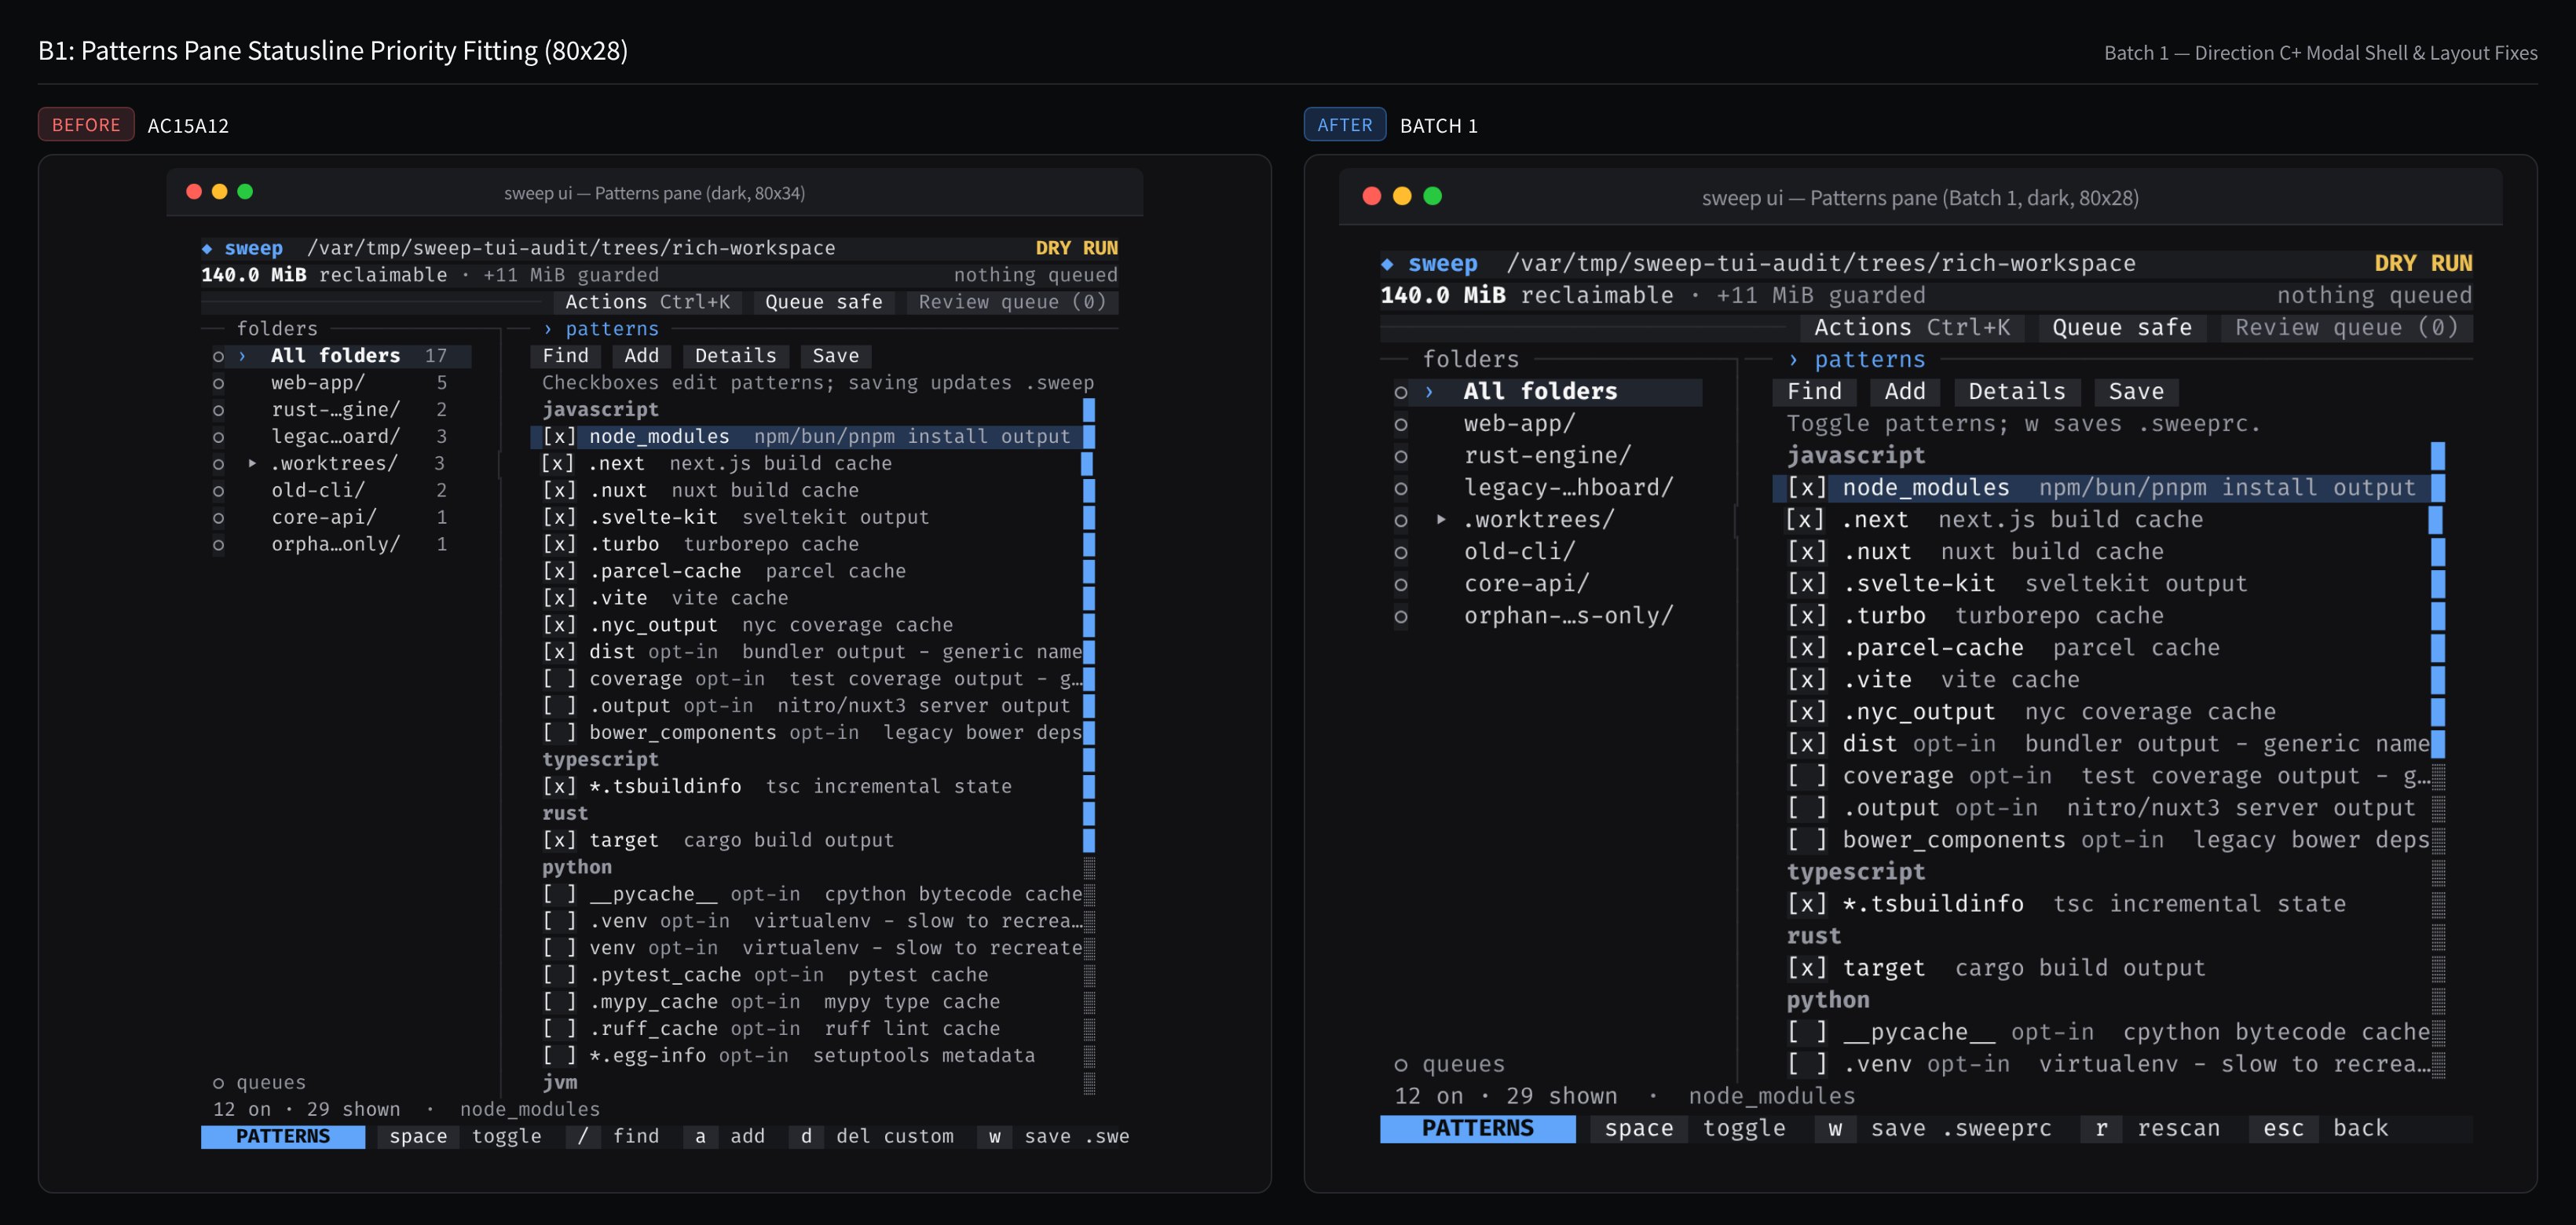 B1: Patterns Pane Statusline Priority Fitting (80x28)
Batch 1 — Direction C+ Modal Shell & Layout Fixes
BEFORE AC15A12
sweep ui — Patterns pane (dark, 80x34)
◆ sweep /var/tmp/sweep-tui-audit/trees/rich-workspace DRY RUN
140.0 MiB reclaimable · +11 MiB guarded nothing queued
Actions Ctrl+K Queue safe Review queue (0)
folders
○ › All folders 17
○ web-app/ 5
○ rust-…gine/ 2
○ legac…oard/ 3
○ ▸ .worktrees/ 3
○ old-cli/ 2
○ core-api/ 1
○ orpha…only/ 1
○ queues
› patterns
Find Add Details Save
Checkboxes edit patterns; saving updates .sweep
javascript
[x] node_modules npm/bun/pnpm install output
[x] .next next.js build cache
[x] .nuxt nuxt build cache
[x] .svelte-kit sveltekit output
[x] .turbo turborepo cache
[x] .parcel-cache parcel cache
[x] .vite vite cache
[x] .nyc_output nyc coverage cache
[x] dist opt-in bundler output - generic name
[ ] coverage opt-in test coverage output - g…
[ ] .output opt-in nitro/nuxt3 server output
[ ] bower_components opt-in legacy bower deps
typescript
[x] *.tsbuildinfo tsc incremental state
rust
[x] target cargo build output
python
[ ] __pycache__ opt-in cpython bytecode cache
[ ] .venv opt-in virtualenv - slow to recrea…
[ ] venv opt-in virtualenv - slow to recreate
[ ] .pytest_cache opt-in pytest cache
[ ] .mypy_cache opt-in mypy type cache
[ ] .ruff_cache opt-in ruff lint cache
[ ] *.egg-info opt-in setuptools metadata
jvm
12 on · 29 shown · node_modules
PATTERNS space toggle / find a add d del custom w save .swe
AFTER BATCH 1
sweep ui — Patterns pane (Batch 1, dark, 80x28)
◆ sweep /var/tmp/sweep-tui-audit/trees/rich-workspace DRY RUN
140.0 MiB reclaimable · +11 MiB guarded nothing queued
Actions Ctrl+K Queue safe Review queue (0)
folders
○ › All folders
○ web-app/
○ rust-engine/
○ legacy-…hboard/
○ ▸ .worktrees/
○ old-cli/
○ core-api/
○ orphan-…s-only/
○ queues
› patterns
Find Add Details Save
Toggle patterns; w saves .sweeprc.
javascript
[x] node_modules npm/bun/pnpm install output
[x] .next next.js build cache
[x] .nuxt nuxt build cache
[x] .svelte-kit sveltekit output
[x] .turbo turborepo cache
[x] .parcel-cache parcel cache
[x] .vite vite cache
[x] .nyc_output nyc coverage cache
[x] dist opt-in bundler output - generic name
[ ] coverage opt-in test coverage output - g…
[ ] .output opt-in nitro/nuxt3 server output
[ ] bower_components opt-in legacy bower deps
typescript
[x] *.tsbuildinfo tsc incremental state
rust
[x] target cargo build output
python
[ ] __pycache__ opt-in cpython bytecode cache
[ ] .venv opt-in virtualenv - slow to recrea…
12 on · 29 shown · node_modules
PATTERNS space toggle w save .sweeprc r rescan esc back